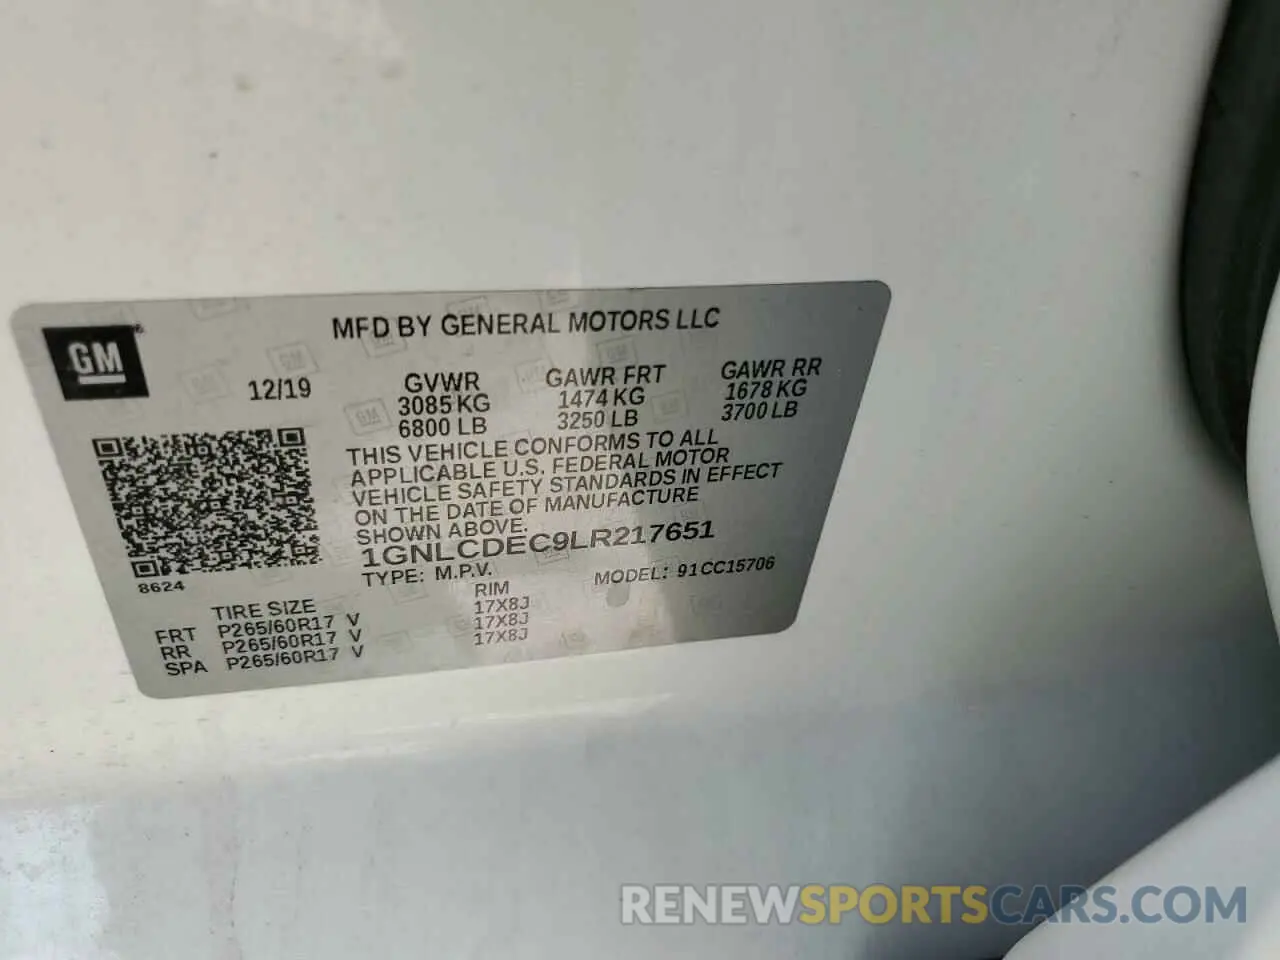 MFD BY GENERAL MOTORS LLC
GM
12/19
GVWR
3085 KG
6800 LB
GAWR FRT
1474 KG
3250 LB
GAWR RR
1678 KG
3700 LB
THIS VEHICLE CONFORMS TO ALL
APPLICABLE U.S. FEDERAL MOTOR
VEHICLE SAFETY STANDARDS IN EFFECT
ON THE DATE OF MANUFACTURE
SHOWN ABOVE.
1GNLCDEC9LR217651
8624
TYPE: M.P.V.
MODEL: 91CC15706
TIRE SIZE RIM
FRT P265/60R17 V 17X8J
RR P265/60R17 V 17X8J
SPA P265/60R17 V 17X8J
RENEWSPORTSCARS.COM